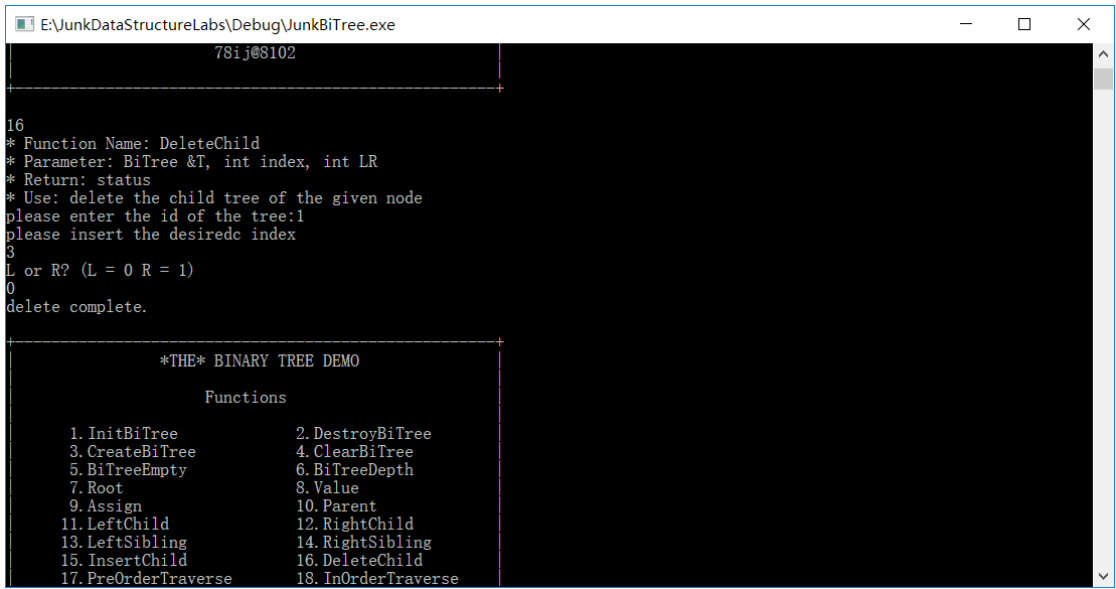 E:\JunkDataStructureLabs\Debug\JunkBiTree.exe
78ij@8102
16
* Function Name: DeleteChild
* Parameter: BiTree &T, int index, int LR
* Return: status
* Use: delete the child tree of the given node
please enter the id of the tree:1
please insert the desiredc index
3
L or R? (L = 0 R = 1)
0
delete complete.
*THE* BINARY TREE DEMO
Functions
1.InitBiTree 2.DestroyBiTree
3.CreateBiTree 4.ClearBiTree
5.BiTreeEmpty 6.BiTreeDepth
7.Root 8.Value
9.Assign 10.Parent
11.LeftChild 12.RightChild
13.LeftSibling 14.RightSibling
15.InsertChild 16.DeleteChild
17.PreOrderTraverse 18.InOrderTraverse